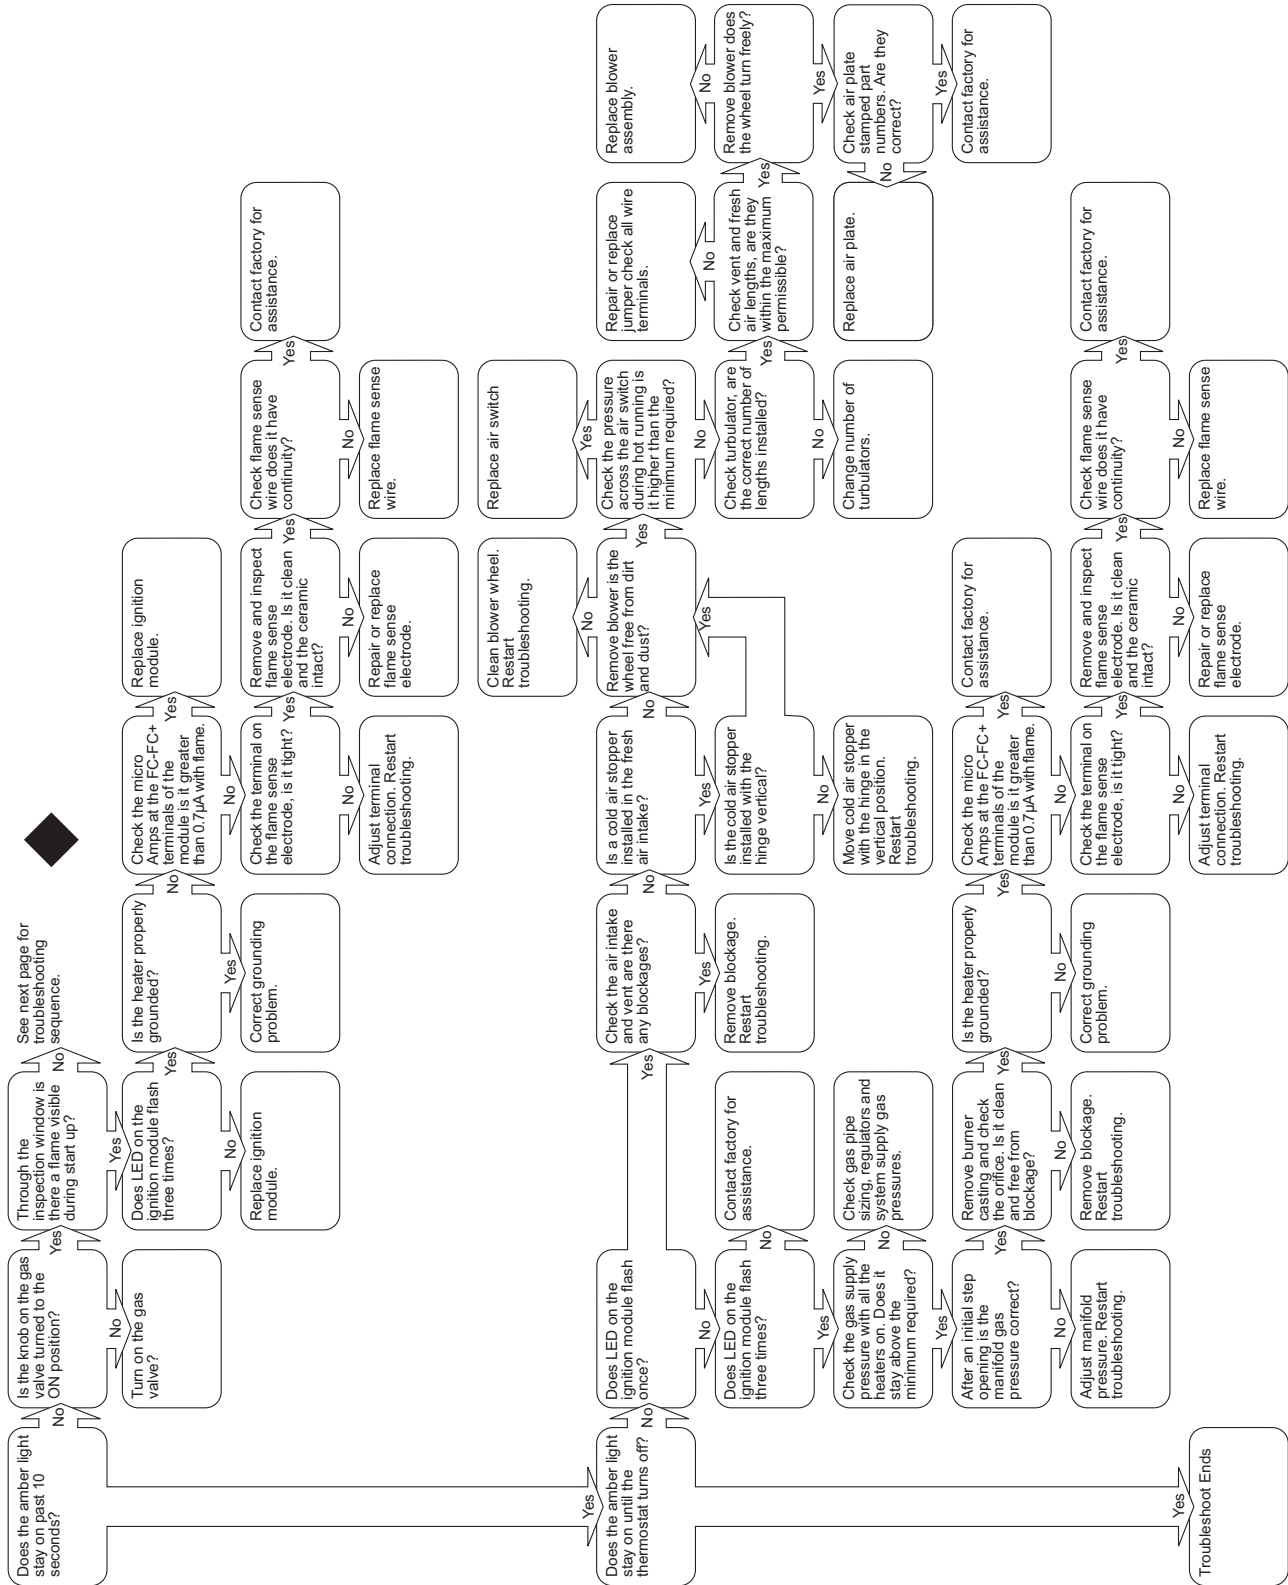 Does the amber light
stay on past 10
seconds?
No
Is the knob on the gas
valve turned to the
ON position?
Yes
Through the
inspection window is
there a flame visible
during start up?
No
See next page for
troubleshooting
sequence.
No
Turn on the gas
valve?
Yes
Does LED on the
ignition module flash
three times?
Yes
Is the heater properly
grounded?
No
Check the micro
Amps at the FC-FC+
terminals of the
module is it greater
than 0.7µA with flame.
Yes
Replace ignition
module.
No
Replace ignition
module.
Yes
Correct grounding
problem.
No
Check the terminal on
the flame sense
electrode, is it tight?
Yes
Remove and inspect
flame sense
electrode. Is it clean
and the ceramic
intact?
Yes
Check flame sense
wire does it have
continuity?
Yes
Contact factory for
assistance.
No
Adjust terminal
connection. Restart
troubleshooting.
No
Repair or replace
flame sense
electrode.
No
Replace flame sense
wire.
Yes
Does the amber light
stay on until the
thermostat turns off?
No
Does LED on the
ignition module flash
once?
Yes
Check the air intake
and vent are there
any blockages?
No
Is a cold air stopper
installed in the fresh
air intake?
No
Remove blower is the
wheel free from dirt
and dust?
Yes
Check the pressure
across the air switch
during hot running is
it higher than the
minimum required?
No
Clean blower wheel.
Restart
troubleshooting.
Yes
Replace air switch
Yes
Remove blockage.
Restart
troubleshooting.
Yes
Is the cold air stopper
installed with the
hinge vertical?
Yes
No
Move cold air stopper
with the hinge in the
vertical position.
Restart
troubleshooting.
No
Check turbulator, are
the correct number of
lengths installed?
Yes
Check vent and fresh
air lengths, are they
within the maximum
permissible?
Yes
Remove blower does
the wheel turn freely?
No
Repair or replace
jumper check all wire
terminals.
No
Replace blower
assembly.
No
Change number of
turbulators.
Yes
Check air plate
stamped part
numbers. Are they
correct?
No
Replace air plate.
Yes
Contact factory for
assistance.
No
Does LED on the
ignition module flash
three times?
No
Contact factory for
assistance.
Yes
Check the gas supply
pressure with all the
heaters on. Does it
stay above the
minimum required?
No
Check gas pipe
sizing, regulators and
system supply gas
pressures.
Yes
After an initial step
opening is the
manifold gas
pressure correct?
Yes
Remove burner
casting and check
the orifice. Is it clean
and free from
blockage?
Yes
Is the heater properly
grounded?
Yes
Check the micro
Amps at the FC-FC+
terminals of the
module is it greater
than 0.7µA with flame.
Yes
Contact factory for
assistance.
No
Adjust manifold
pressure. Restart
troubleshooting.
No
Remove blockage.
Restart
troubleshooting.
No
Correct grounding
problem.
No
Check the terminal on
the flame sense
electrode, is it tight?
Yes
Remove and inspect
flame sense
electrode. Is it clean
and the ceramic
intact?
Yes
Check flame sense
wire does it have
continuity?
Yes
Contact factory for
assistance.
No
Adjust terminal
connection. Restart
troubleshooting.
No
Repair or replace
flame sense
electrode.
No
Replace flame sense
wire.
Yes
Troubleshoot Ends